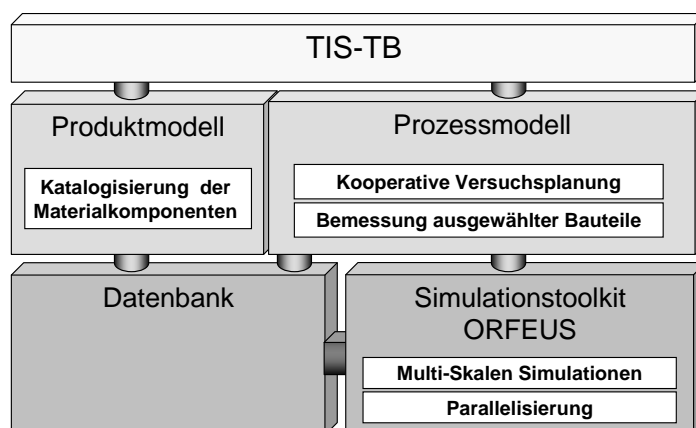 TIS-TB
Produktmodell
Katalogisierung der
Materialkomponenten
Prozessmodell
Kooperative Versuchsplanung
Bemessung ausgewählter Bauteile
Datenbank
Simulationstoolkit
ORFEUS
Multi-Skalen Simulationen
Parallelisierung